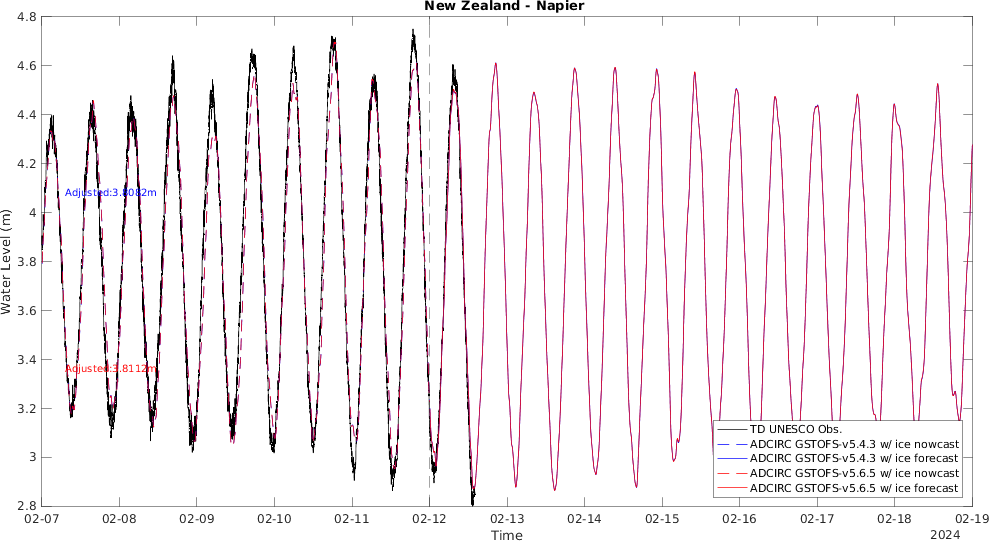 New Zealand - Napier
4.8
4.6
4.4
4.2
4
3.8
3.6
3.4
3.2
3
2.8
Water Level (m)
Adjusted:3.8082m
Adjusted:3.8112m
TD UNESCO Obs.
ADCIRC GSTOFS-v5.4.3 w/ ice nowcast
ADCIRC GSTOFS-v5.4.3 w/ ice forecast
ADCIRC GSTOFS-v5.6.5 w/ ice nowcast
ADCIRC GSTOFS-v5.6.5 w/ ice forecast
02-07 02-08 02-09 02-10 02-11 02-12 02-13 02-14 02-15 02-16 02-17 02-18 02-19
Time
2024